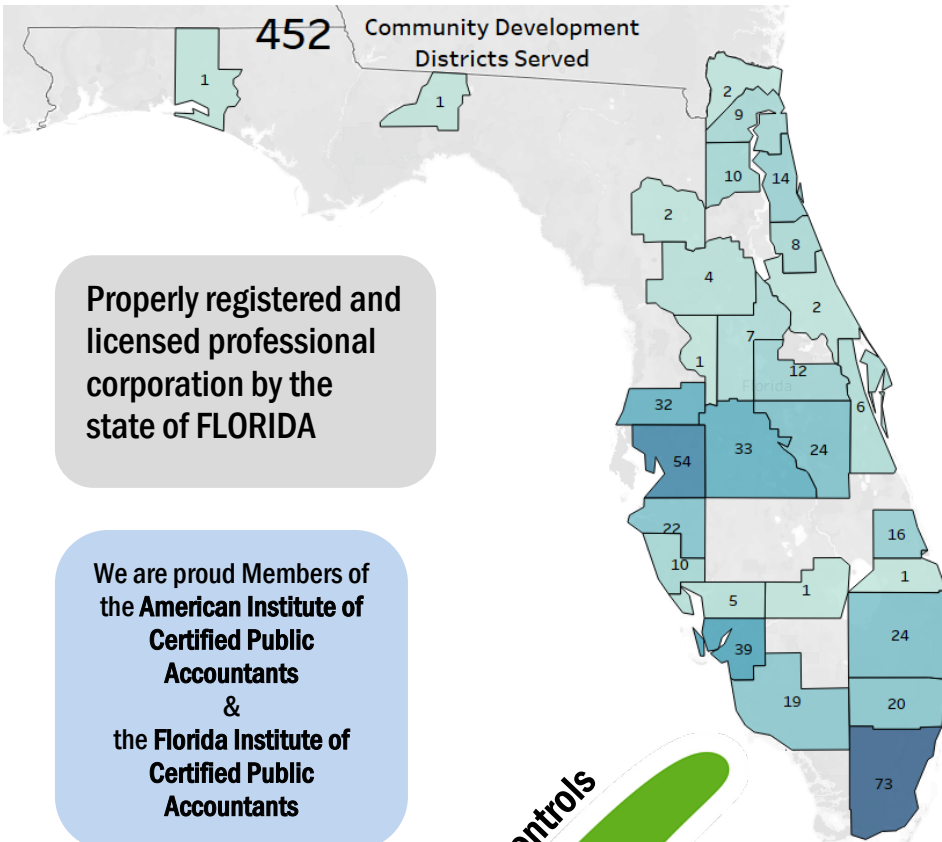 452
Community Development
Districts Served
1
1
2
9
10
14
2
8
4
2
7
1
12
Florida
32
6
54
33
24
22
16
10
1
5
1
24
39
19
20
73
Properly registered and
licensed professional
corporation by the
state of FLORIDA
We are proud Members of
the American Institute of
Certified Public
Accountants
&
the Florida Institute of
Certified Public
Accountants